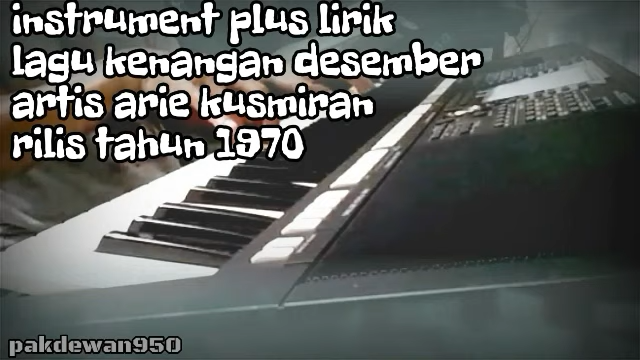 instrument plus lirik
lagu kenangan desember
artis arie kusmiran
rilis tahun 1970
pakdewan950